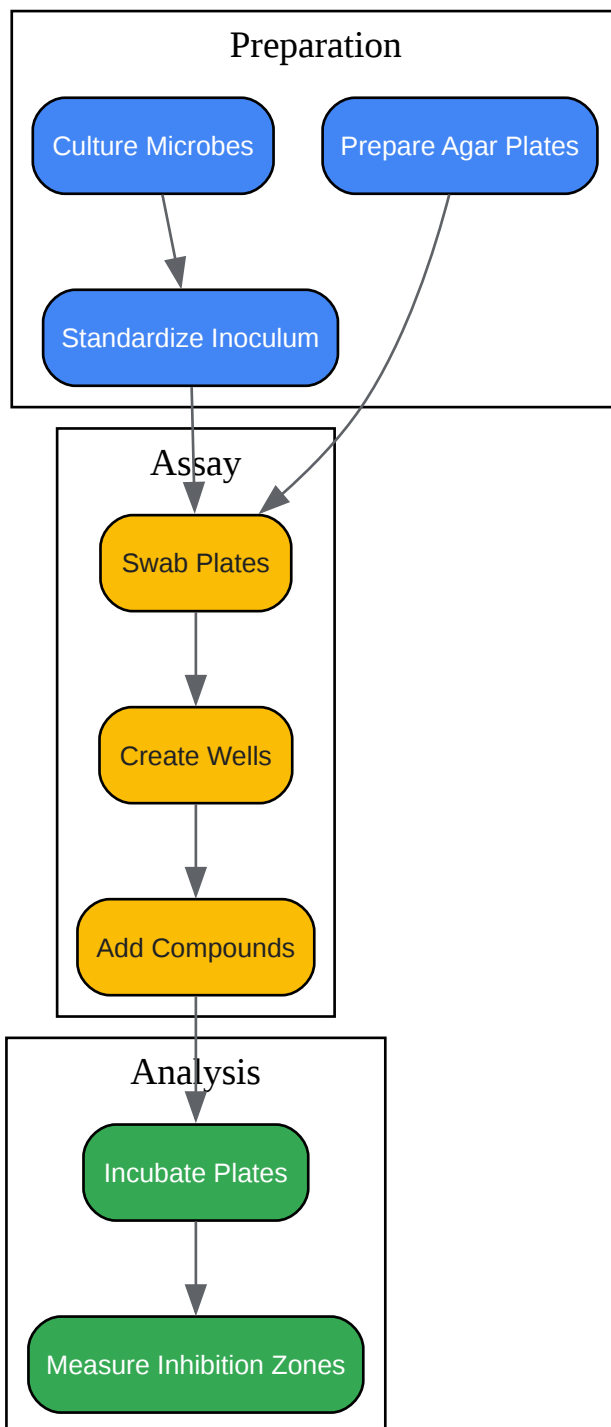 Preparation
Culture Microbes
Prepare Agar Plates
Standardize Inoculum
Assay
Swab Plates
Create Wells
Add Compounds
Analysis
Incubate Plates
Measure Inhibition Zones